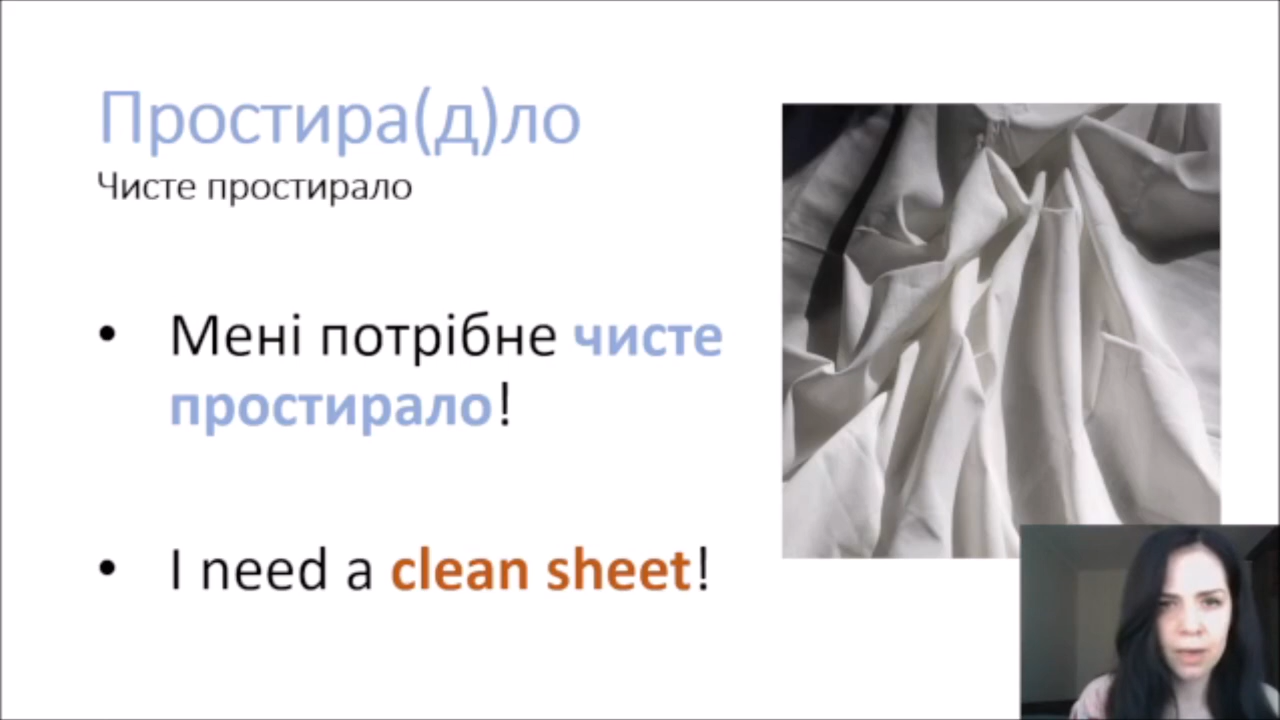 Простира(д)ло
Чисте простирало
• Мені потрібне чисте
простирало!
• I need a clean sheet!